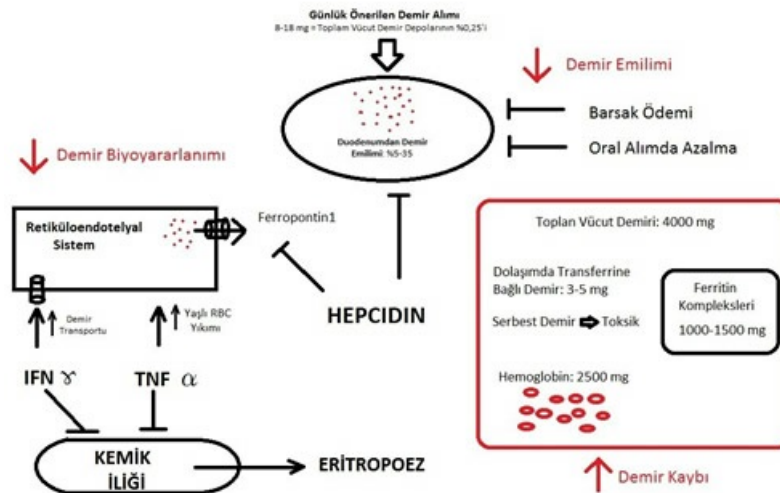 Günlük Önerilen Demir Alımı
8-18 mg = Toplam Vücut Demir Depolarının %0,25'i
Demir Emilimi
Duodenumdan Demir
Emilimi: %5-35
Barsak Ödemi
Oral Alımda Azalma
Demir Biyoyararlanımı
Retiküloendotelyal
Sistem
Ferropontin1
Demir
Transportu
Yaşlı RBC
Yıkımı
HEPCIDIN
IFN ɣ
TNF α
KEMİK
İLİĞİ
ERİTROPOEZ
Toplan Vücut Demiri: 4000 mg
Dolaşımda Transferrine
Bağlı Demir: 3-5 mg
Serbest Demir
Toksik
Ferritin
Kompleksleri
1000-1500 mg
Hemoglobin: 2500 mg
Demir Kaybı